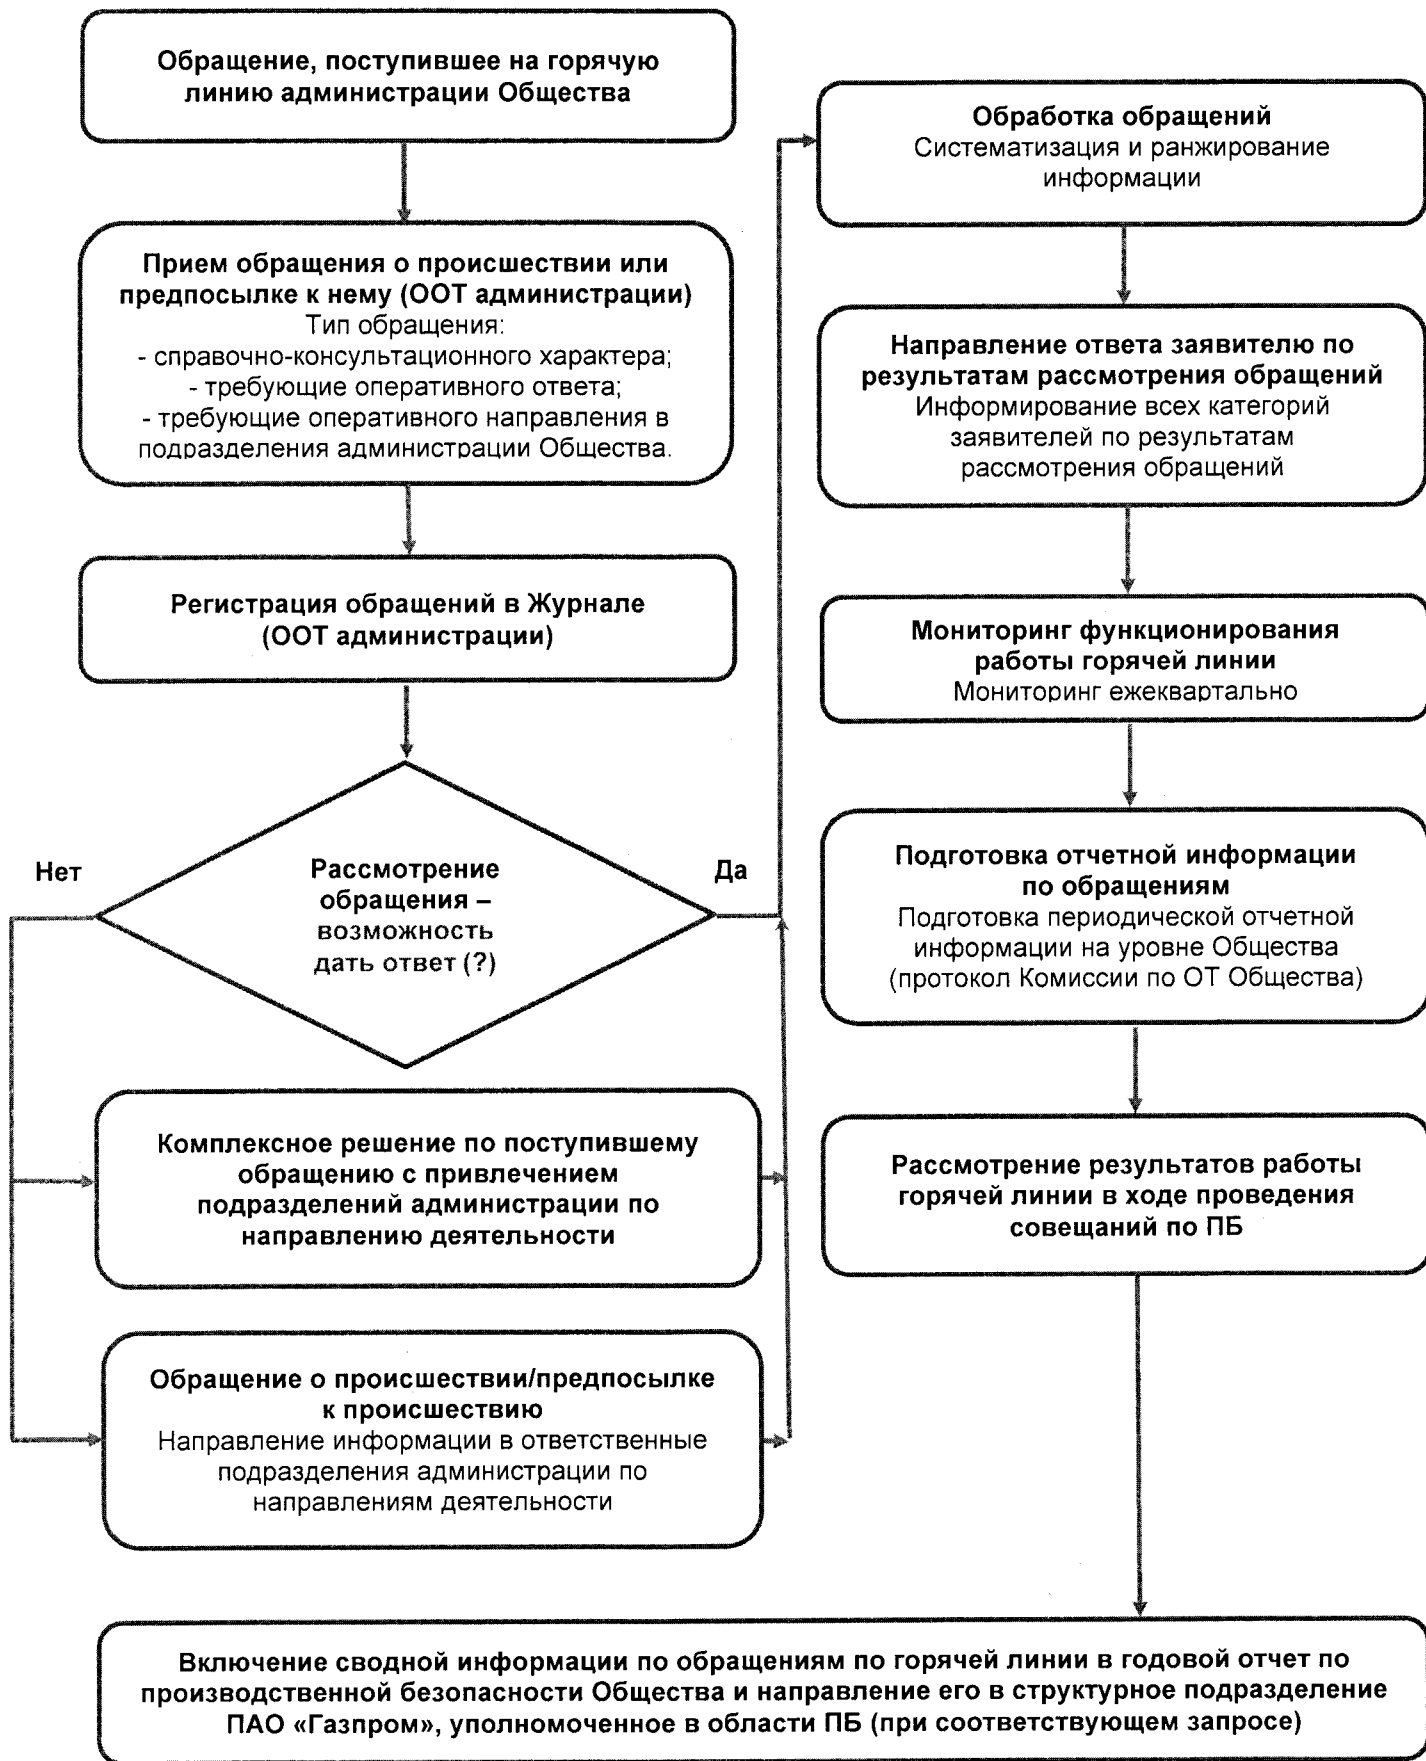 Обращение, поступившее на горячую
линию администрации Общества
Прием обращения о происшествии или
предпосылке к нему (ООТ администрации)
Тип обращения:
- справочно-консультационного характера;
- требующие оперативного ответа;
- требующие оперативного направления в
подразделения администрации Общества.
Регистрация обращений в Журнале
(ООТ администрации)
Нет
Рассмотрение
обращения –
возможность
дать ответ (?)
Да
Комплексное решение по поступившему
обращению с привлечением
подразделений администрации по
направлению деятельности
Обращение о происшествии/предпосылке
к происшествию
Направление информации в ответственные
подразделения администрации по
направлениям деятельности
Обработка обращений
Систематизация и ранжирование
информации
Направление ответа заявителю по
результатам рассмотрения обращений
Информирование всех категорий
заявителей по результатам
рассмотрения обращений
Мониторинг функционирования
работы горячей линии
Мониторинг ежеквартально
Подготовка отчетной информации
по обращениям
Подготовка периодической отчетной
информации на уровне Общества
(протокол Комиссии по ОТ Общества)
Рассмотрение результатов работы
горячей линии в ходе проведения
совещаний по ПБ
Включение сводной информации по обращениям по горячей линии в годовой отчет по
производственной безопасности Общества и направление его в структурное подразделение
ПАО «Газпром», уполномоченное в области ПБ (при соответствующем запросе)